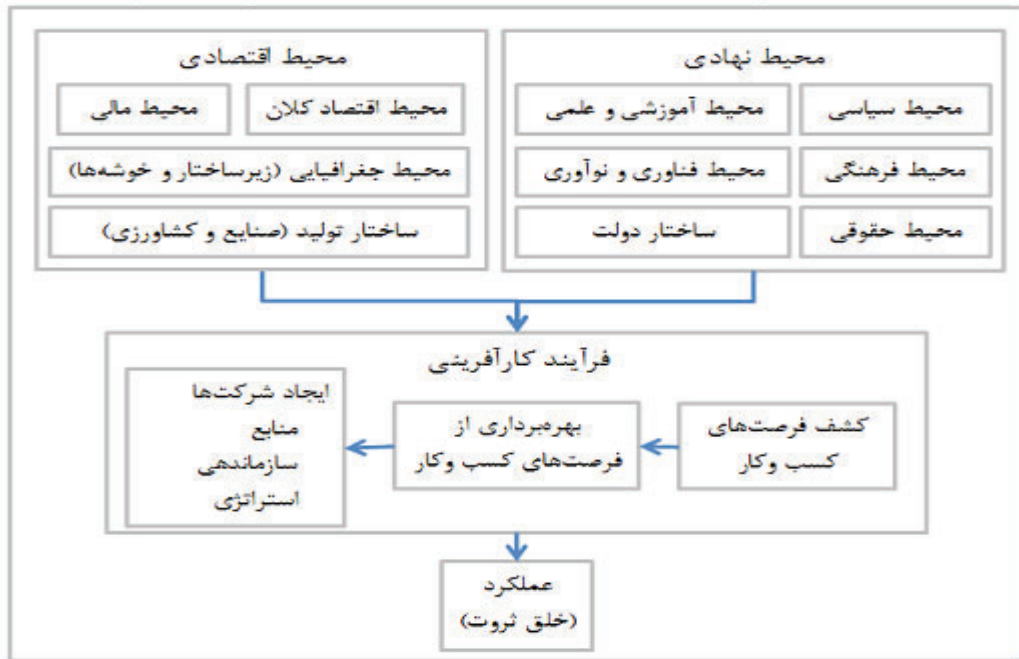 محیط نهادی
محیط سیاسی
محیط آموزشی و علمی
محیط فرهنگی
محیط فناوری و نوآوری
محیط حقوقی
ساختار دولت
محیط اقتصادی
محیط اقتصاد کلان
محیط مالی
محیط جغرافیایی (زیرساختار و خوشه‌ها)
ساختار تولید (صنایع و کشاورزی)
فرآیند کارآفرینی
کشف فرصت‌های
کسب وکار
بهره‌برداری از
فرصت‌های کسب وکار
ایجاد شرکت‌ها
منابع
سازماندهی
استراتژی
عملکرد
(خلق ثروت)